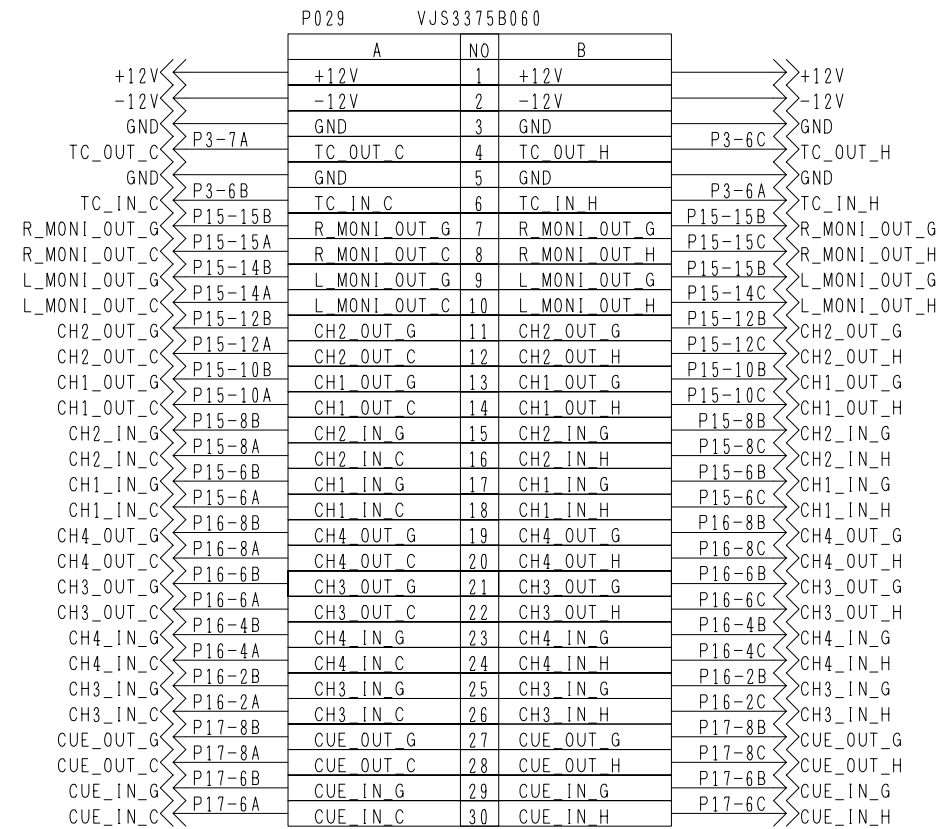 P029 VJS3375B060
A NO B
+12V +12V 1 +12V +12V
-12V -12V 2 -12V -12V
GND GND 3 GND GND
TC_OUT_C P3-7A TC_OUT_C 4 TC_OUT_H P3-6C TC_OUT_H
GND GND 5 GND GND
TC_IN_C P3-6B TC_IN_C 6 TC_IN_H P3-6A TC_IN_H
R_MONI_OUT_G P15-15B R_MONI_OUT_G 7 R_MONI_OUT_G P15-15B R_MONI_OUT_G
R_MONI_OUT_C P15-15A R_MONI_OUT_C 8 R_MONI_OUT_H P15-15C R_MONI_OUT_H
L_MONI_OUT_G P15-14B L_MONI_OUT_G 9 L_MONI_OUT_G P15-15B L_MONI_OUT_G
L_MONI_OUT_C P15-14A L_MONI_OUT_C 10 L_MONI_OUT_H P15-14C L_MONI_OUT_H
CH2_OUT_G P15-12B CH2_OUT_G 11 CH2_OUT_G P15-12B CH2_OUT_G
CH2_OUT_C P15-12A CH2_OUT_C 12 CH2_OUT_H P15-12C CH2_OUT_H
CH1_OUT_G P15-10B CH1_OUT_G 13 CH1_OUT_G P15-10B CH1_OUT_G
CH1_OUT_C P15-10A CH1_OUT_C 14 CH1_OUT_H P15-10C CH1_OUT_H
CH2_IN_G P15-8B CH2_IN_G 15 CH2_IN_G P15-8B CH2_IN_G
CH2_IN_C P15-8A CH2_IN_C 16 CH2_IN_H P15-8C CH2_IN_H
CH1_IN_G P15-6B CH1_IN_G 17 CH1_IN_G P15-6B CH1_IN_G
CH1_IN_C P15-6A CH1_IN_C 18 CH1_IN_H P15-6C CH1_IN_H
CH4_OUT_G P16-8B CH4_OUT_G 19 CH4_OUT_G P16-8B CH4_OUT_G
CH4_OUT_C P16-8A CH4_OUT_C 20 CH4_OUT_H P16-8C CH4_OUT_H
CH3_OUT_G P16-6B CH3_OUT_G 21 CH3_OUT_G P16-6B CH3_OUT_G
CH3_OUT_C P16-6A CH3_OUT_C 22 CH3_OUT_H P16-6C CH3_OUT_H
CH4_IN_G P16-4B CH4_IN_G 23 CH4_IN_G P16-4B CH4_IN_G
CH4_IN_C P16-4A CH4_IN_C 24 CH4_IN_H P16-4C CH4_IN_H
CH3_IN_G P16-2B CH3_IN_G 25 CH3_IN_G P16-2B CH3_IN_G
CH3_IN_C P16-2A CH3_IN_C 26 CH3_IN_H P16-2C CH3_IN_H
CUE_OUT_G P17-8B CUE_OUT_G 27 CUE_OUT_G P17-8B CUE_OUT_G
CUE_OUT_C P17-8A CUE_OUT_C 28 CUE_OUT_H P17-8C CUE_OUT_H
CUE_IN_G P17-6B CUE_IN_G 29 CUE_IN_G P17-6B CUE_IN_G
CUE_IN_C P17-6A CUE_IN_C 30 CUE_IN_H P17-6C CUE_IN_H